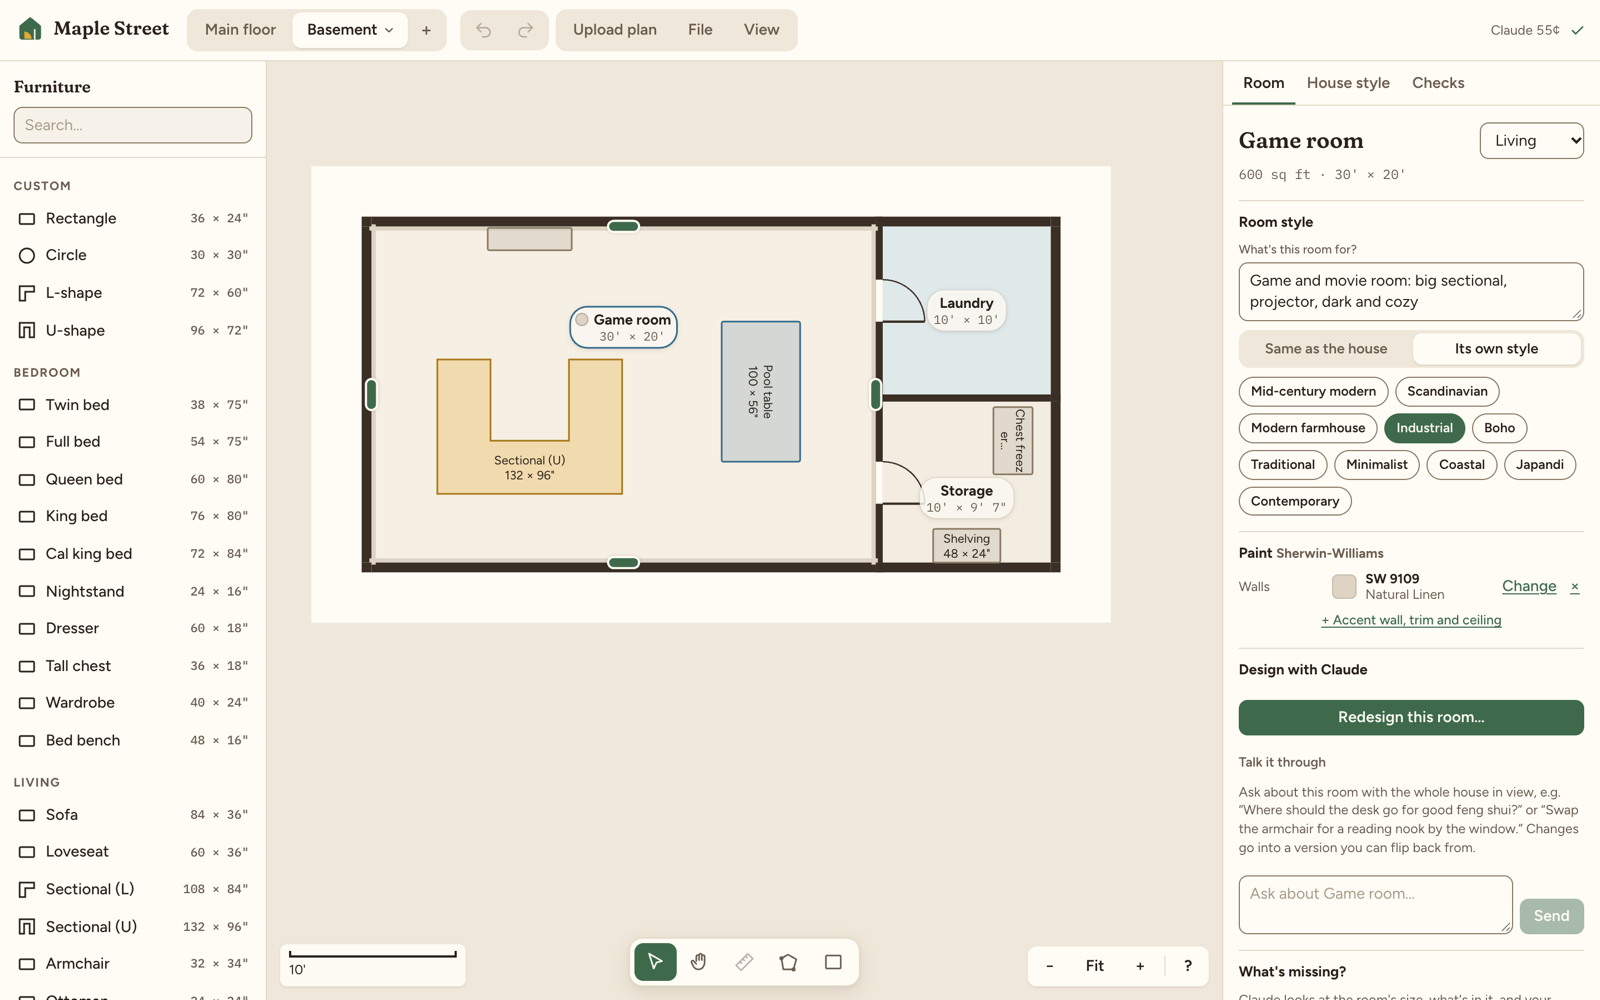 Maple Street
Main floor
Basement
+
Upload plan
File
View
Claude 55¢
Furniture
Search...
CUSTOM
Rectangle 36 × 24"
Circle 30 × 30"
L-shape 72 × 60"
U-shape 96 × 72"
BEDROOM
Twin bed 38 × 75"
Full bed 54 × 75"
Queen bed 60 × 80"
King bed 76 × 80"
Cal king bed 72 × 84"
Nightstand 24 × 16"
Dresser 60 × 18"
Tall chest 36 × 18"
Wardrobe 40 × 24"
Bed bench 48 × 16"
LIVING
Sofa 84 × 36"
Loveseat 60 × 36"
Sectional (L) 108 × 84"
Sectional (U) 132 × 96"
Armchair 32 × 34"
Game room
30' × 20'
Pool table
100 × 56"
Sectional (U)
132 × 96"
Laundry
10' × 10'
Chest freez
er...
Storage
10' × 9' 7"
Shelving
48 × 24"
10'
-
Fit
+
?
Room
House style
Checks
Game room
Living
600 sq ft · 30' × 20'
Room style
What's this room for?
Game and movie room: big sectional,
projector, dark and cozy
Same as the house
Its own style
Mid-century modern
Scandinavian
Modern farmhouse
Industrial
Boho
Traditional
Minimalist
Coastal
Japandi
Contemporary
Paint Sherwin-Williams
Walls
SW 9109
Natural Linen
Change
×
+ Accent wall, trim and ceiling
Design with Claude
Redesign this room...
Talk it through
Ask about this room with the whole house in view, e.g.
“Where should the desk go for good feng shui?” or “Swap
the armchair for a reading nook by the window.” Changes
go into a version you can flip back from.
Ask about Game room...
Send
What's missing?